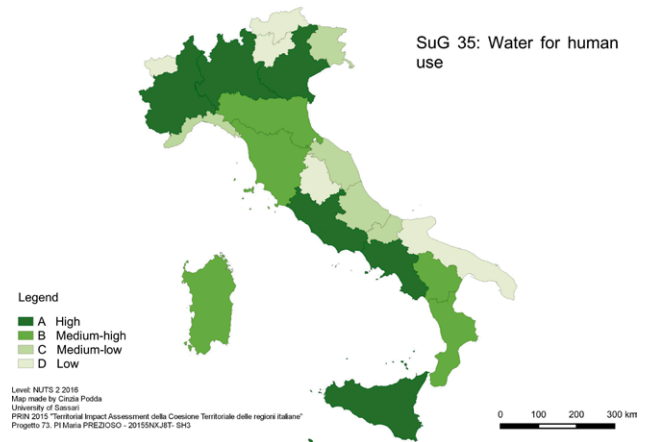 SuG 35: Water for human
use
Legend
A High
B Medium-high
C Medium-low
D Low
Level: NUTS 2 2016
Map made by Cinzia Podda
University of Sassari
PRIN 2015 "Territorial Impact Assessment della Coesione Territoriale delle regioni italiane"
Progetto 73. PI Maria PREZIOSO - 20155NXJ8T- SH3
0 100 200 300 km